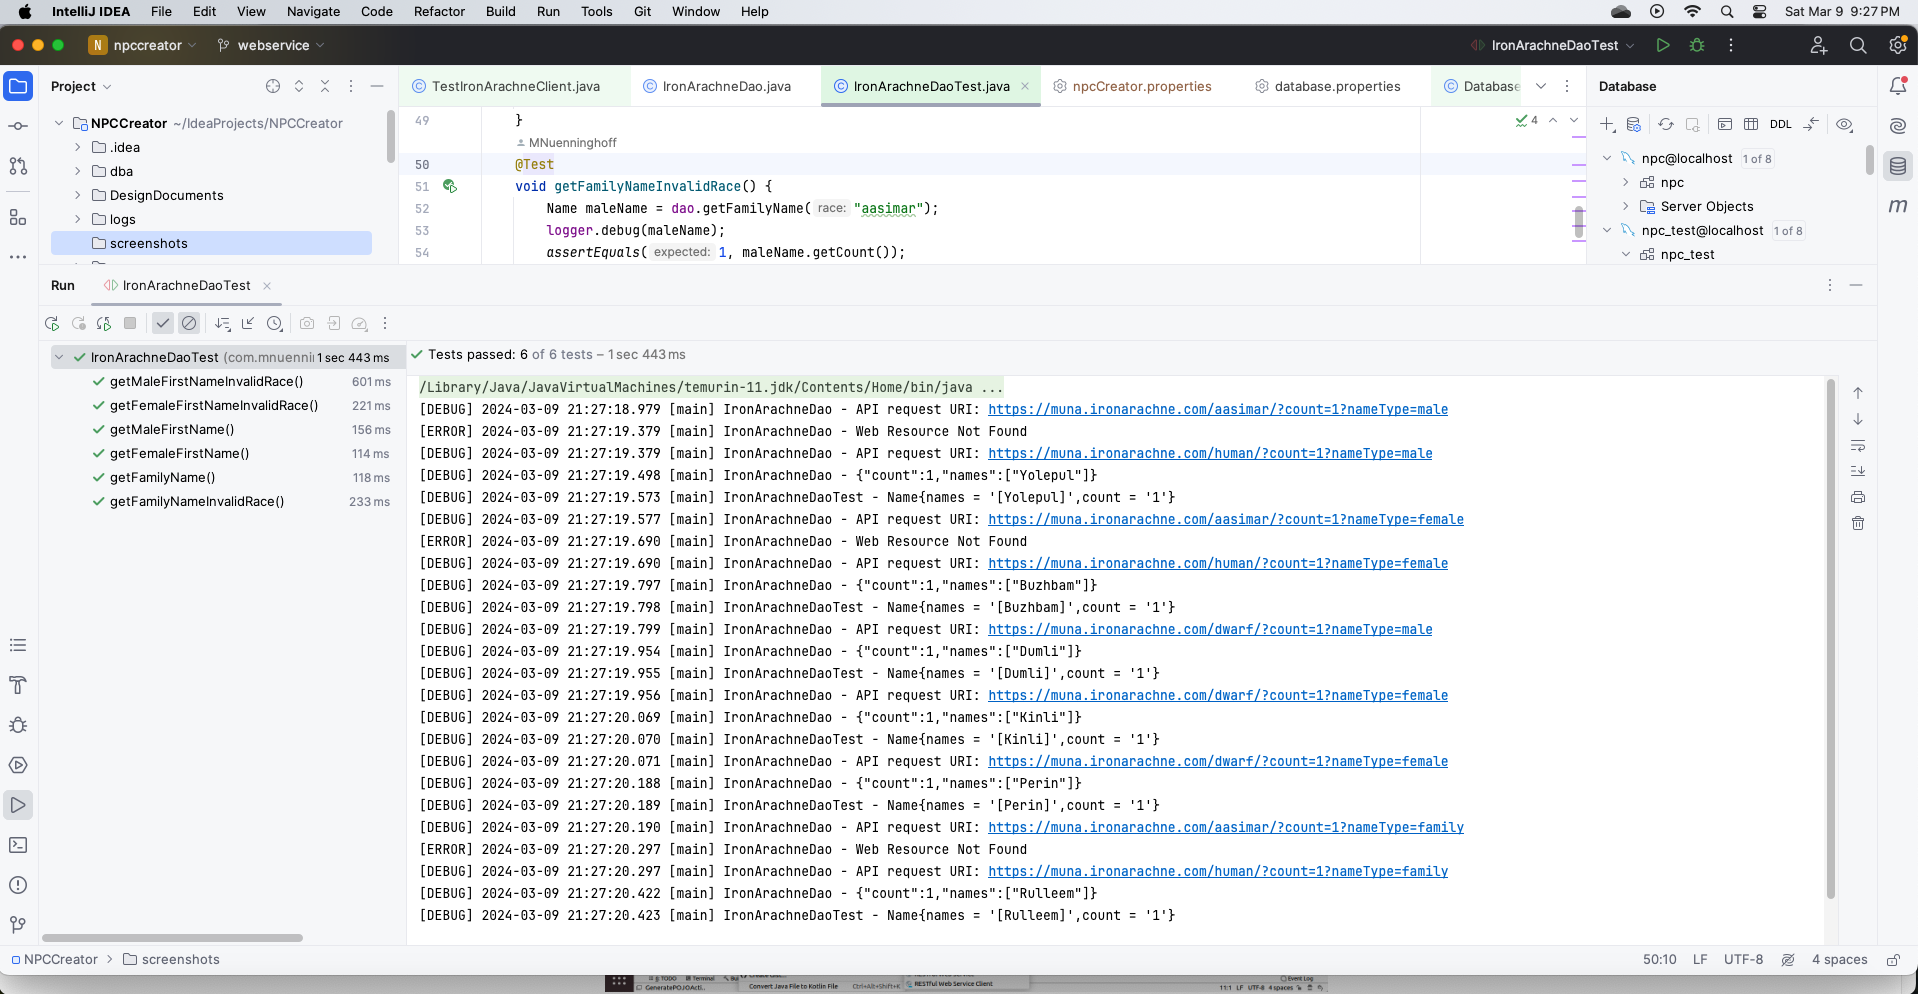 IntelliJ IDEA File Edit View Navigate Code Refactor Build Run Tools Git Window Help Sat Mar 9 9:27 PM
N npccreator webservice IronArachneDaoTest
Project TestIronArachneClient.java IronArachneDao.java IronArachneDaoTest.java npcCreator.properties database.properties Database Database
NPCCreator ~/IdeaProjects/NPCCreator
.idea
dba
DesignDocuments
logs
screenshots
49 }
4
MNuenninghoff
50 @Test
51 void getFamilyNameInvalidRace() {
52 Name maleName = dao.getFamilyName( race: "aasimar");
53 logger.debug(maleName);
54 assertEquals( expected: 1, maleName.getCount());
DDL
npc@localhost 1 of 8
npc
Server Objects
npc_test@localhost 1 of 8
npc_test
m
Run IronArachneDaoTest
IronArachneDaoTest (com.mnuenni 1 sec 443 ms
getMaleFirstNameInvalidRace() 601 ms
getFemaleFirstNameInvalidRace() 221 ms
getMaleFirstName() 156 ms
getFemaleFirstName() 114 ms
getFamilyName() 118 ms
getFamilyNameInvalidRace() 233 ms
Tests passed: 6 of 6 tests – 1 sec 443 ms
/Library/Java/JavaVirtualMachines/temurin-11.jdk/Contents/Home/bin/java ...
[DEBUG] 2024-03-09 21:27:18.979 [main] IronArachneDao - API request URI: https://muna.ironarachne.com/aasimar/?count=1?nameType=male
[ERROR] 2024-03-09 21:27:19.379 [main] IronArachneDao - Web Resource Not Found
[DEBUG] 2024-03-09 21:27:19.379 [main] IronArachneDao - API request URI: https://muna.ironarachne.com/human/?count=1?nameType=male
[DEBUG] 2024-03-09 21:27:19.498 [main] IronArachneDao - {"count":1,"names":["Yolepul"]}
[DEBUG] 2024-03-09 21:27:19.573 [main] IronArachneDaoTest - Name{names = '[Yolepul]',count = '1'}
[DEBUG] 2024-03-09 21:27:19.577 [main] IronArachneDao - API request URI: https://muna.ironarachne.com/aasimar/?count=1?nameType=female
[ERROR] 2024-03-09 21:27:19.690 [main] IronArachneDao - Web Resource Not Found
[DEBUG] 2024-03-09 21:27:19.690 [main] IronArachneDao - API request URI: https://muna.ironarachne.com/human/?count=1?nameType=female
[DEBUG] 2024-03-09 21:27:19.797 [main] IronArachneDao - {"count":1,"names":["Buzhbam"]}
[DEBUG] 2024-03-09 21:27:19.798 [main] IronArachneDaoTest - Name{names = '[Buzhbam]',count = '1'}
[DEBUG] 2024-03-09 21:27:19.799 [main] IronArachneDao - API request URI: https://muna.ironarachne.com/dwarf/?count=1?nameType=male
[DEBUG] 2024-03-09 21:27:19.954 [main] IronArachneDao - {"count":1,"names":["Dumli"]}
[DEBUG] 2024-03-09 21:27:19.955 [main] IronArachneDaoTest - Name{names = '[Dumli]',count = '1'}
[DEBUG] 2024-03-09 21:27:19.956 [main] IronArachneDao - API request URI: https://muna.ironarachne.com/dwarf/?count=1?nameType=female
[DEBUG] 2024-03-09 21:27:20.069 [main] IronArachneDao - {"count":1,"names":["Kinli"]}
[DEBUG] 2024-03-09 21:27:20.070 [main] IronArachneDaoTest - Name{names = '[Kinli]',count = '1'}
[DEBUG] 2024-03-09 21:27:20.071 [main] IronArachneDao - API request URI: https://muna.ironarachne.com/dwarf/?count=1?nameType=female
[DEBUG] 2024-03-09 21:27:20.188 [main] IronArachneDao - {"count":1,"names":["Perin"]}
[DEBUG] 2024-03-09 21:27:20.189 [main] IronArachneDaoTest - Name{names = '[Perin]',count = '1'}
[DEBUG] 2024-03-09 21:27:20.190 [main] IronArachneDao - API request URI: https://muna.ironarachne.com/aasimar/?count=1?nameType=family
[ERROR] 2024-03-09 21:27:20.297 [main] IronArachneDao - Web Resource Not Found
[DEBUG] 2024-03-09 21:27:20.297 [main] IronArachneDao - API request URI: https://muna.ironarachne.com/human/?count=1?nameType=family
[DEBUG] 2024-03-09 21:27:20.422 [main] IronArachneDao - {"count":1,"names":["Rulleem"]}
[DEBUG] 2024-03-09 21:27:20.423 [main] IronArachneDaoTest - Name{names = '[Rulleem]',count = '1'}
NPCCreator screenshots 50:10 LF UTF-8 4 spaces
TODO Terminal Event Log
GeneratePOJOActi.. Convert Java File to Kotlin File Ctrl+Alt+Shift+K RESTful Web Service Client 11:1 LF UTF-8 4 spaces